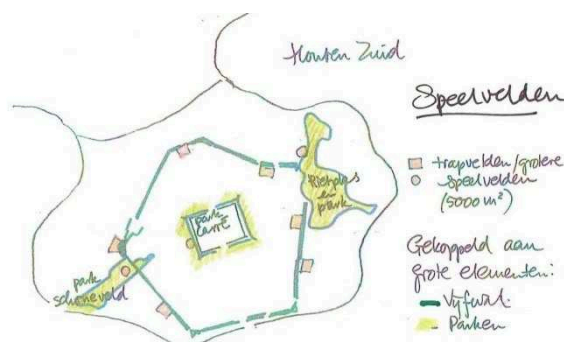 Houten Zuid
Speelvelden
trapvelden/grotere
speelvelden
(5000 m²)
Gekoppeld aan
grote elementen:
Vijfwal
Parken
Rietplas
en
park
park
carré
park
schoneveld